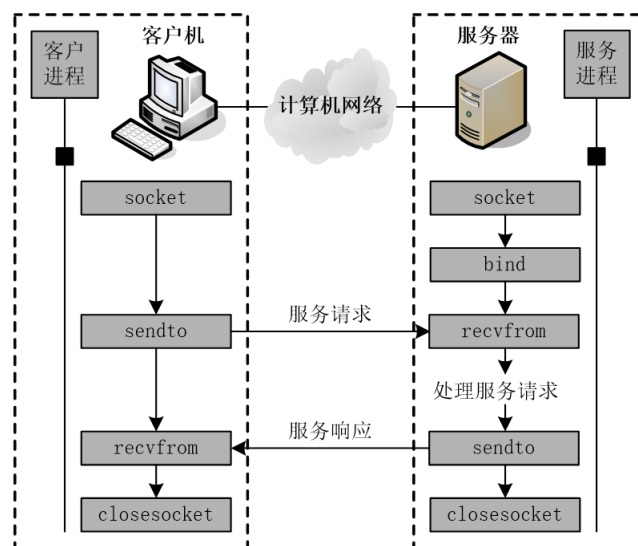 客户
进程
客户机
计算机网络
服务器
服务
进程
socket
socket
bind
sendto
服务请求
recvfrom
处理服务请求
recvfrom
服务响应
sendto
closesocket
closesocket